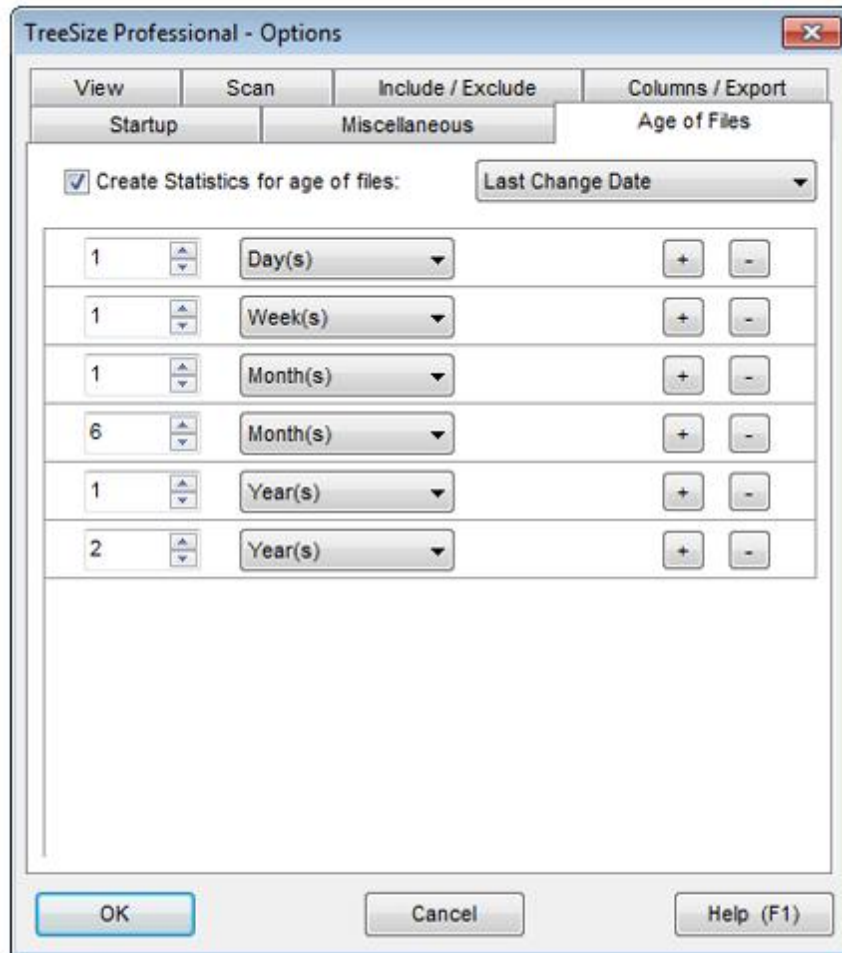 TreeSize Professional - Options
View Scan Include / Exclude Columns / Export
Startup Miscellaneous Age of Files
Create Statistics for age of files: Last Change Date
1 Day(s) + -
1 Week(s) + -
1 Month(s) + -
6 Month(s) + -
1 Year(s) + -
2 Year(s) + -
OK Cancel Help (F1)